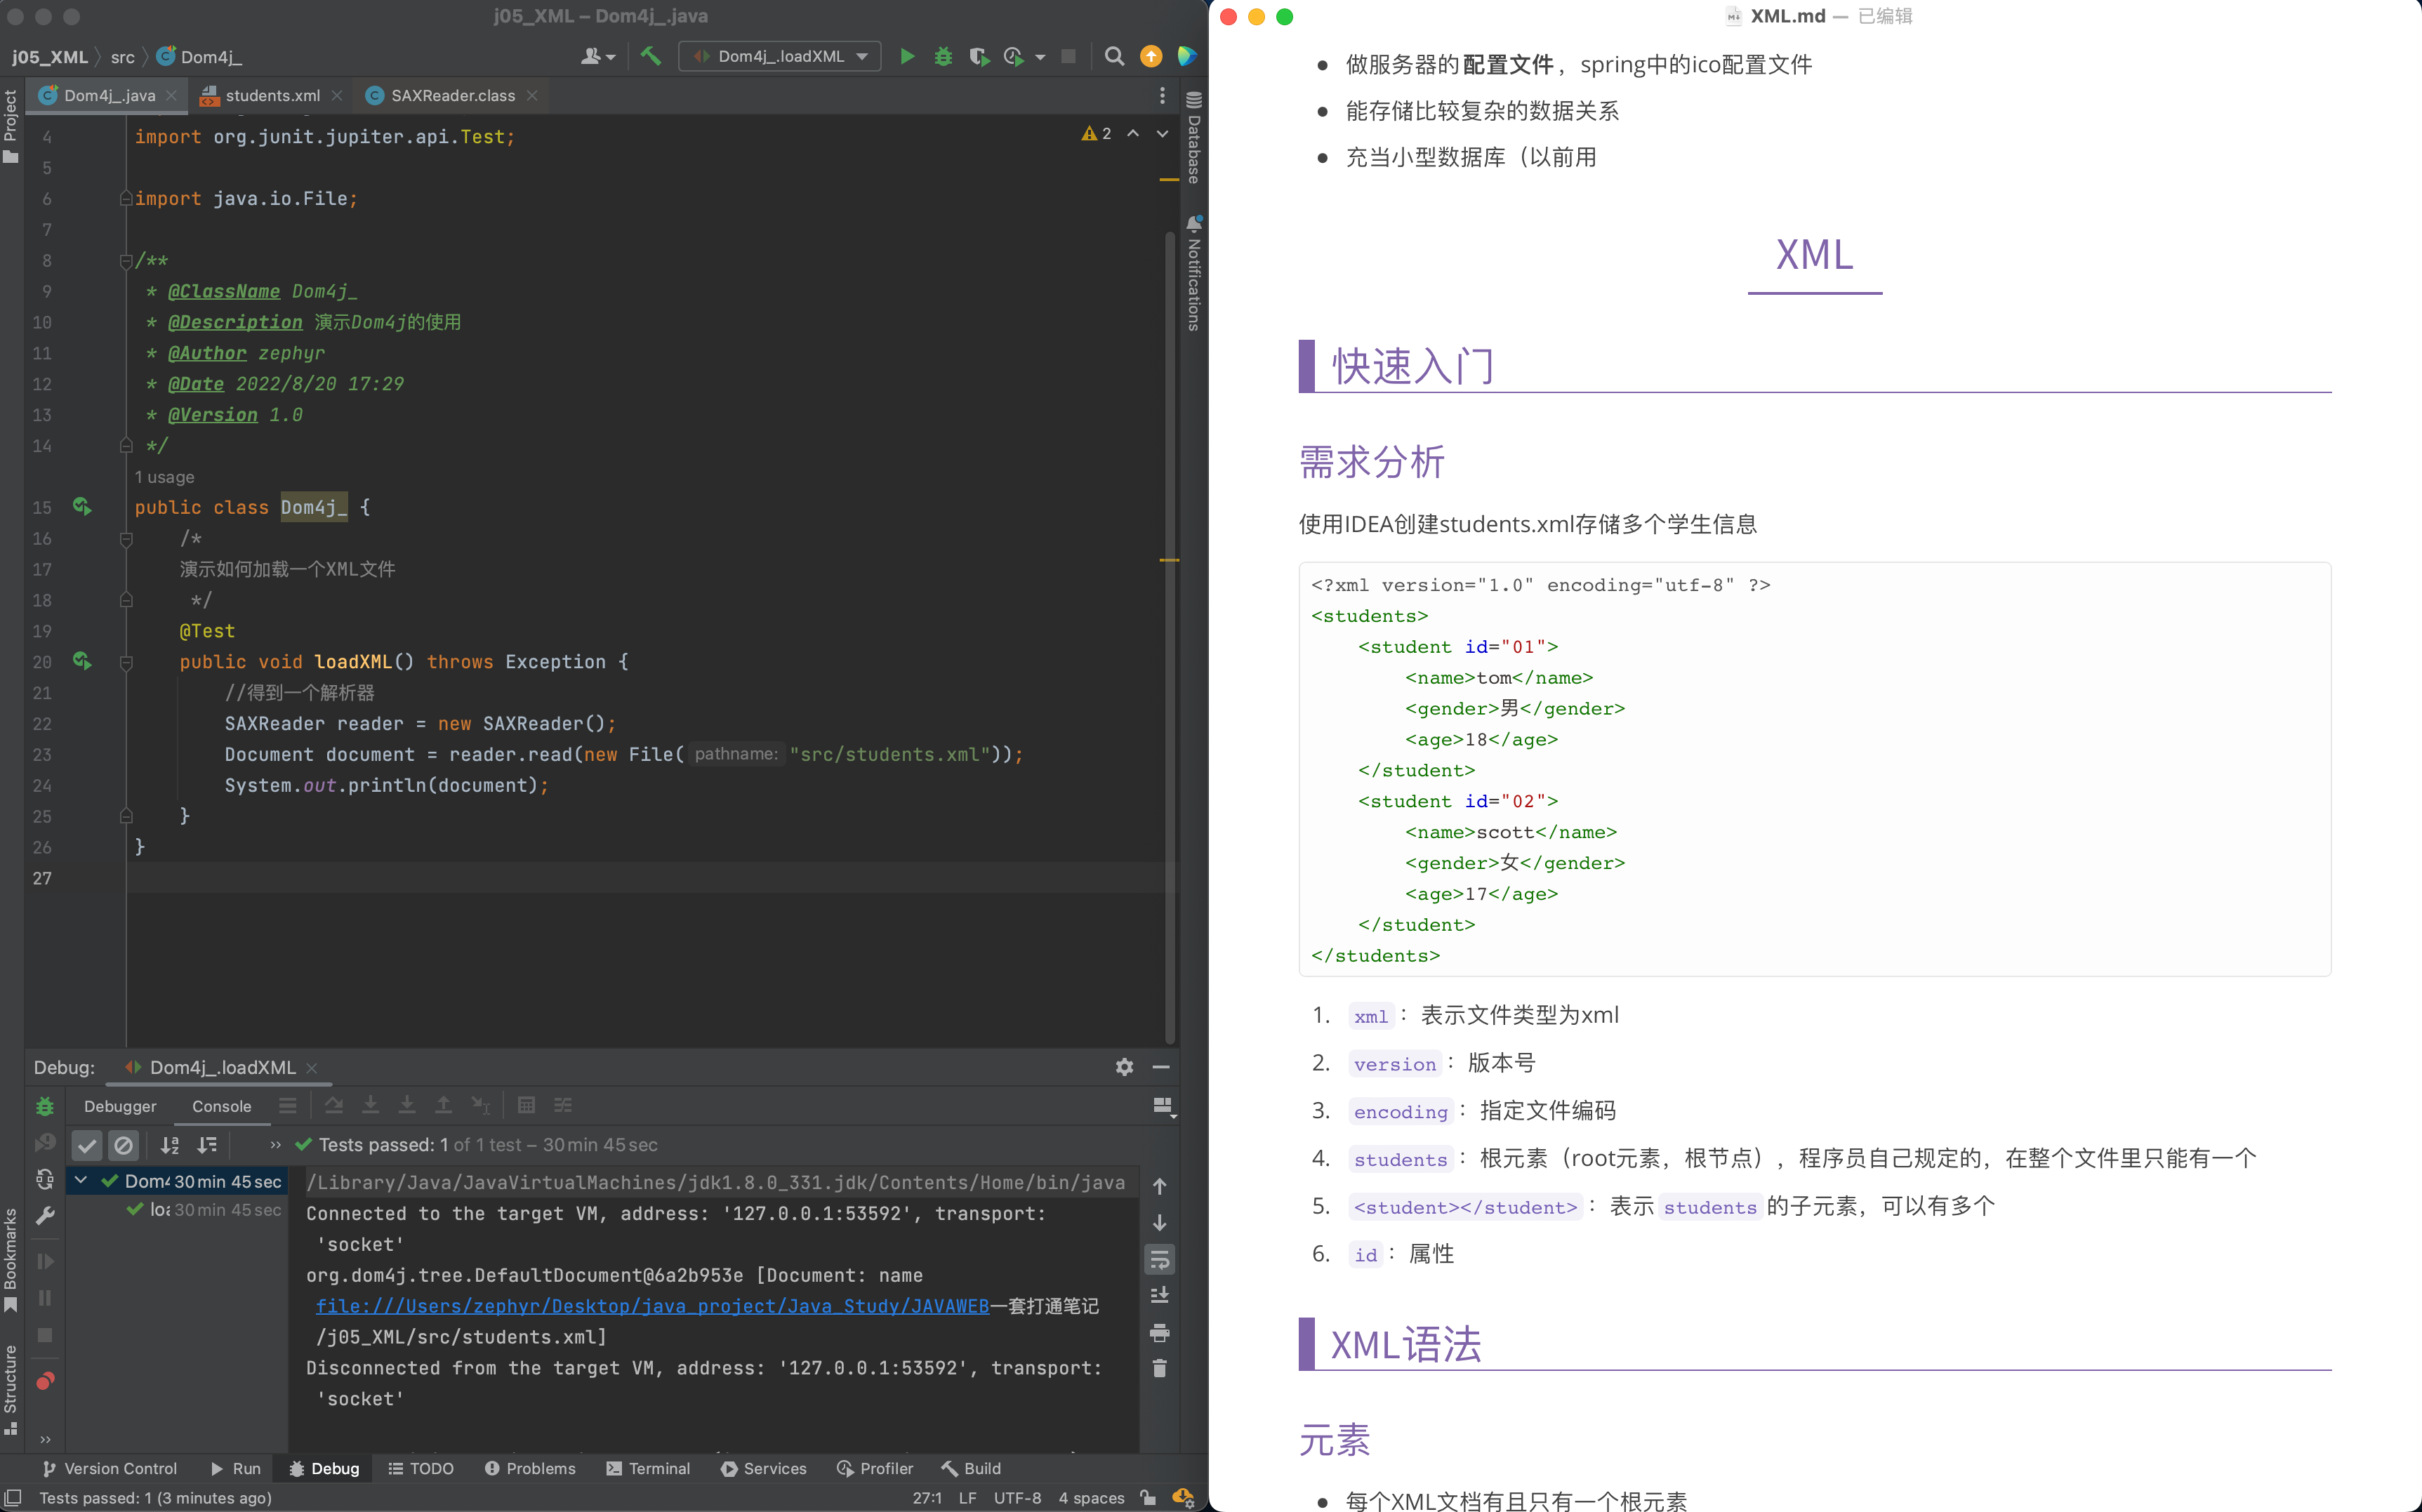 j05_XML – Dom4j_.java
j05_XML
src
Dom4j_
Dom4j_.loadXML
Dom4j_.java
students.xml
SAXReader.class
Project
Database
Notifications
Bookmarks
Structure
2
4 import org.junit.jupiter.api.Test;
5
6 import java.io.File;
7
8 /**
9 * @ClassName Dom4j_
10 * @Description 演示Dom4j的使用
11 * @Author zephyr
12 * @Date 2022/8/20 17:29
13 * @Version 1.0
14 */
1 usage
15 public class Dom4j_ {
16 /*
17 演示如何加载一个XML文件
18 */
19 @Test
20 public void loadXML() throws Exception {
21 //得到一个解析器
22 SAXReader reader = new SAXReader();
23 Document document = reader.read(new File( pathname: "src/students.xml"));
24 System.out.println(document);
25 }
26 }
27
Debug: Dom4j_.loadXML
Debugger Console
Tests passed: 1 of 1 test – 30 min 45 sec
Dom4 30 min 45 sec
loa 30 min 45 sec
/Library/Java/JavaVirtualMachines/jdk1.8.0_331.jdk/Contents/Home/bin/java
Connected to the target VM, address: '127.0.0.1:53592', transport:
'socket'
org.dom4j.tree.DefaultDocument@6a2b953e [Document: name
file:///Users/zephyr/Desktop/java_project/Java_Study/JAVAWEB一套打通笔记
/j05_XML/src/students.xml]
Disconnected from the target VM, address: '127.0.0.1:53592', transport:
'socket'
Version Control Run Debug TODO Problems Terminal Services Profiler Build
Tests passed: 1 (3 minutes ago)
27:1 LF UTF-8 4 spaces
XML.md — 已编辑
• 做服务器的配置文件，spring中的ico配置文件
• 能存储比较复杂的数据关系
• 充当小型数据库（以前用
XML
快速入门
需求分析
使用IDEA创建students.xml存储多个学生信息
<?xml version="1.0" encoding="utf-8" ?>
<students>
<student id="01">
<name>tom</name>
<gender>男</gender>
<age>18</age>
</student>
<student id="02">
<name>scott</name>
<gender>女</gender>
<age>17</age>
</student>
</students>
1. xml：表示文件类型为xml
2. version：版本号
3. encoding：指定文件编码
4. students：根元素（root元素，根节点），程序员自己规定的，在整个文件里只能有一个
5. <student></student>：表示 students 的子元素，可以有多个
6. id：属性
XML语法
元素
• 每个XML文档有且只有一个根元素